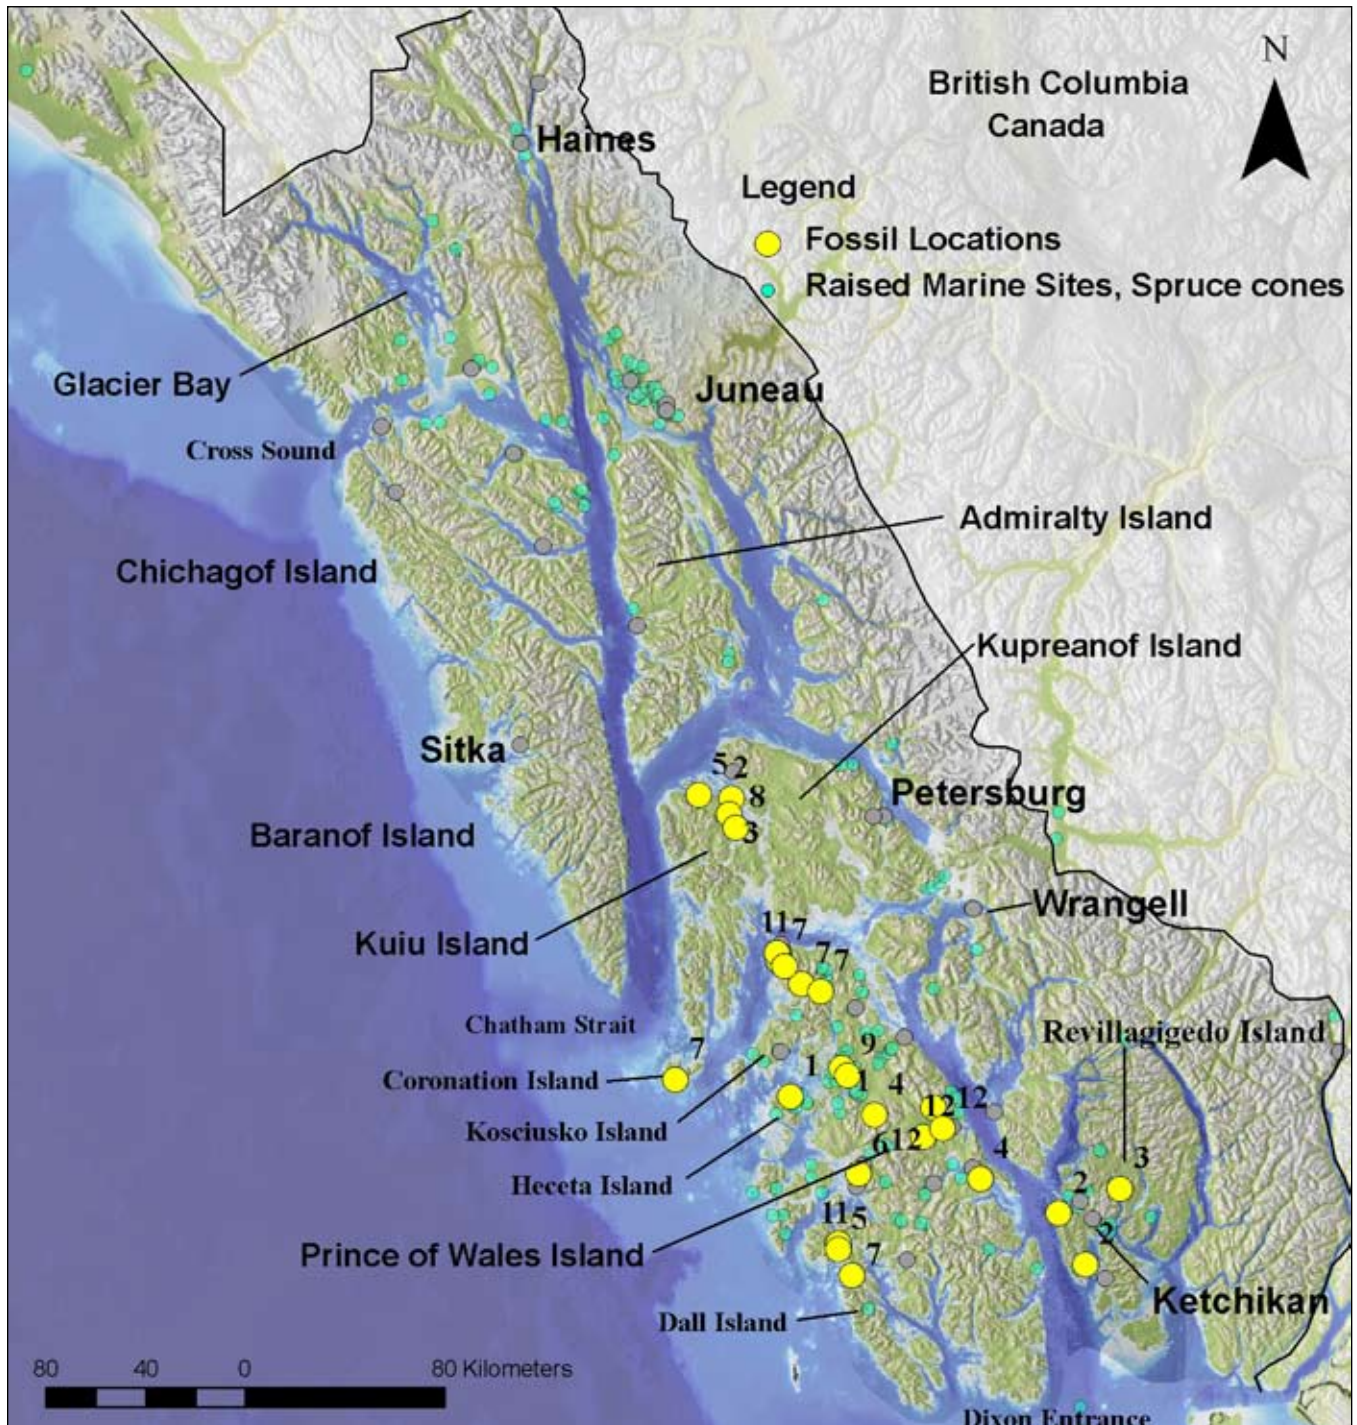 N
British Columbia
Canada
Haines
Legend
Fossil Locations
Raised Marine Sites, Spruce cones
Glacier Bay
Juneau
Cross Sound
Admiralty Island
Chichagof Island
Kupreanof Island
Sitka
5 2
8
Petersburg
Baranof Island
3
Wrangell
11 7
Kuiu Island
7 7
Chatham Strait
Revillagigedo Island
7
9
Coronation Island
1
1
4
12
12
Kosciusko Island
6
12
4
Heceta Island
3
2
11 5
Prince of Wales Island
7
2
Ketchikan
Dall Island
80 40 0 80 Kilometers
Dixon Entrance